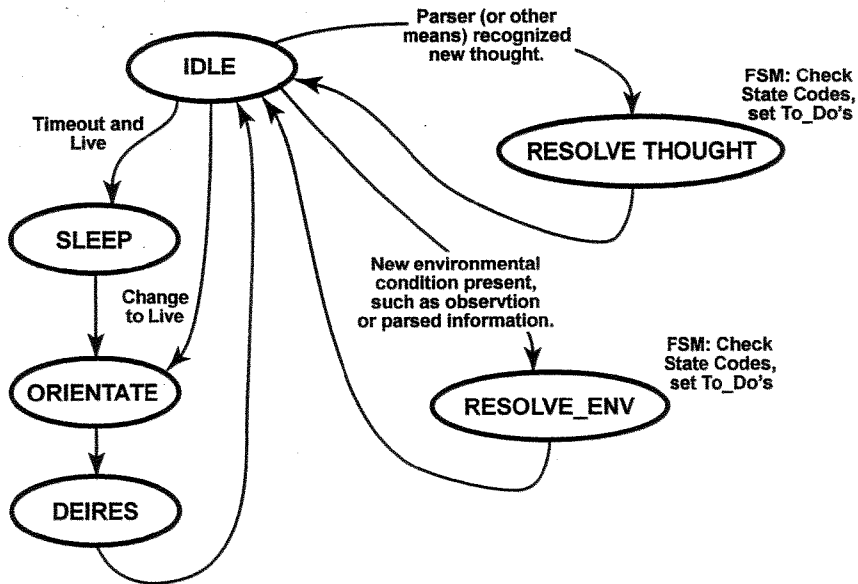 Parser (or other
means) recognized
new thought.
IDLE
FSM: Check
State Codes,
set To_Do's
RESOLVE THOUGHT
Timeout and
Live
SLEEP
New environmental
condition present,
such as observtion
or parsed information.
Change
to Live
FSM: Check
State Codes,
set To_Do's
ORIENTATE
RESOLVE_ENV
DEIRES